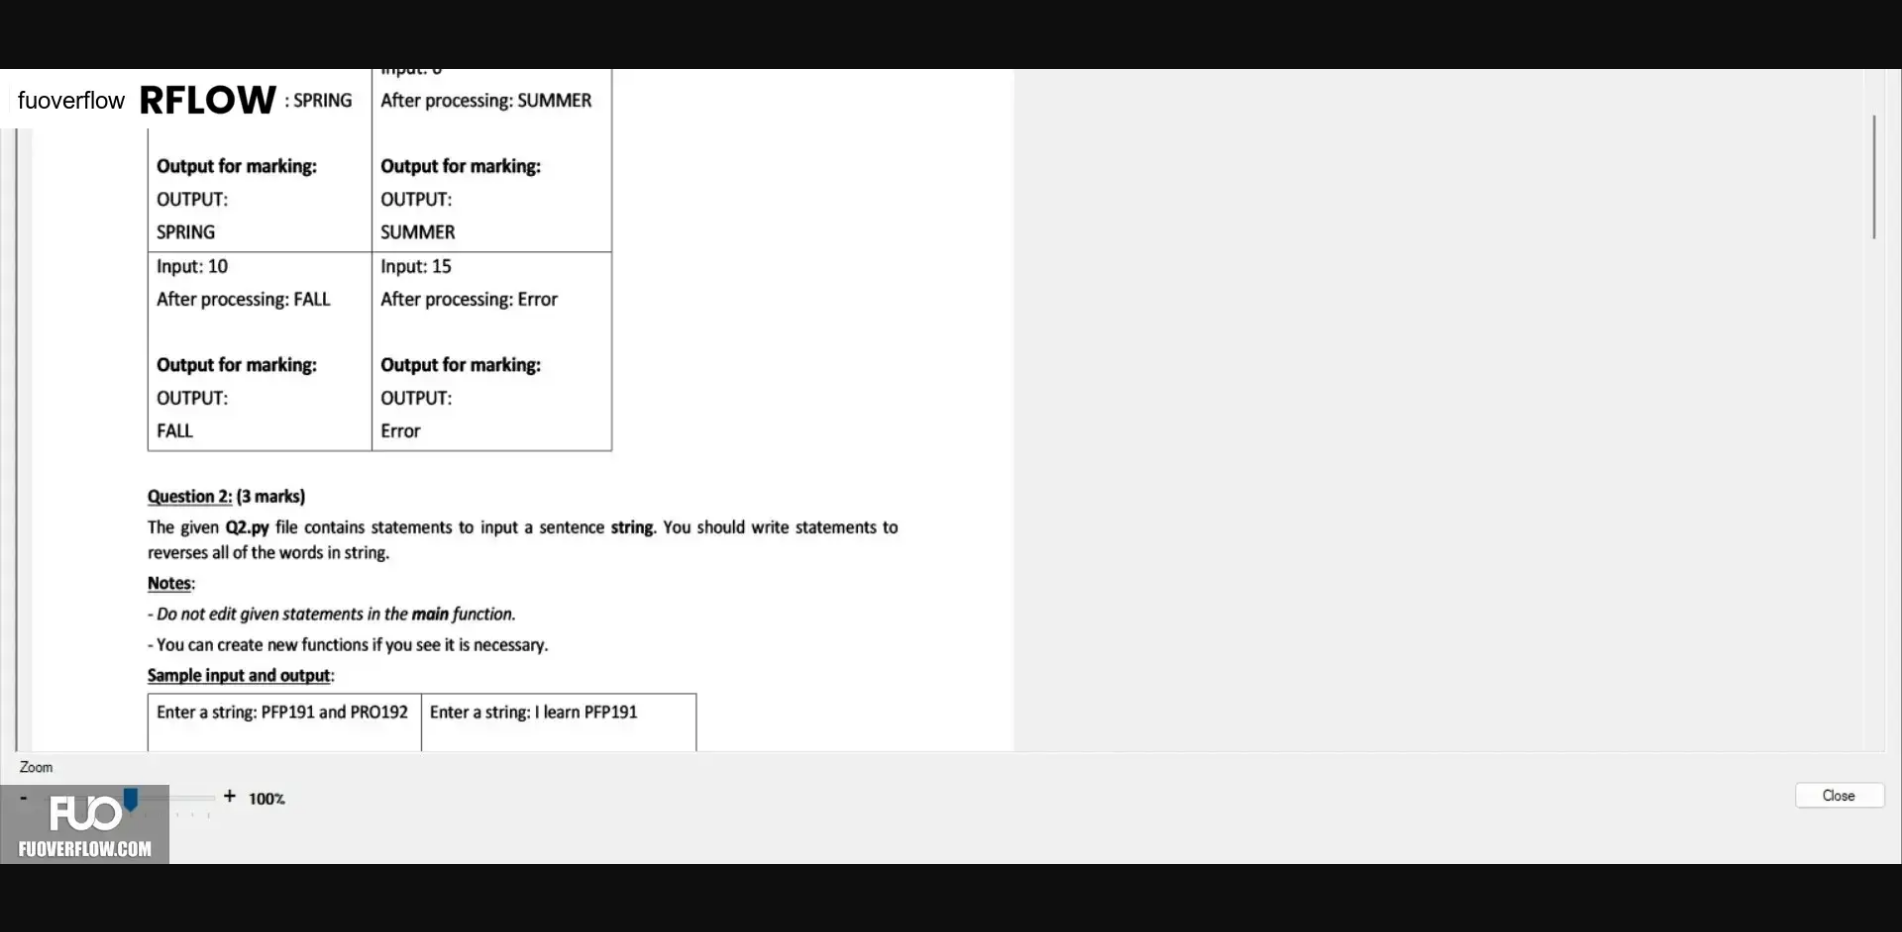 Input: 6
fuoverflow RFLOW : SPRING
After processing: SUMMER
Output for marking:
OUTPUT:
SPRING
Output for marking:
OUTPUT:
SUMMER
Input: 10
After processing: FALL
Output for marking:
OUTPUT:
FALL
Input: 15
After processing: Error
Output for marking:
OUTPUT:
Error
Question 2: (3 marks)
The given Q2.py file contains statements to input a sentence string. You should write statements to
reverses all of the words in string.
Notes:
- Do not edit given statements in the main function.
- You can create new functions if you see it is necessary.
Sample input and output:
Enter a string: PFP191 and PRO192
Enter a string: I learn PFP191
Zoom
- + 100%
Close
FUO
FUOVERFLOW.COM